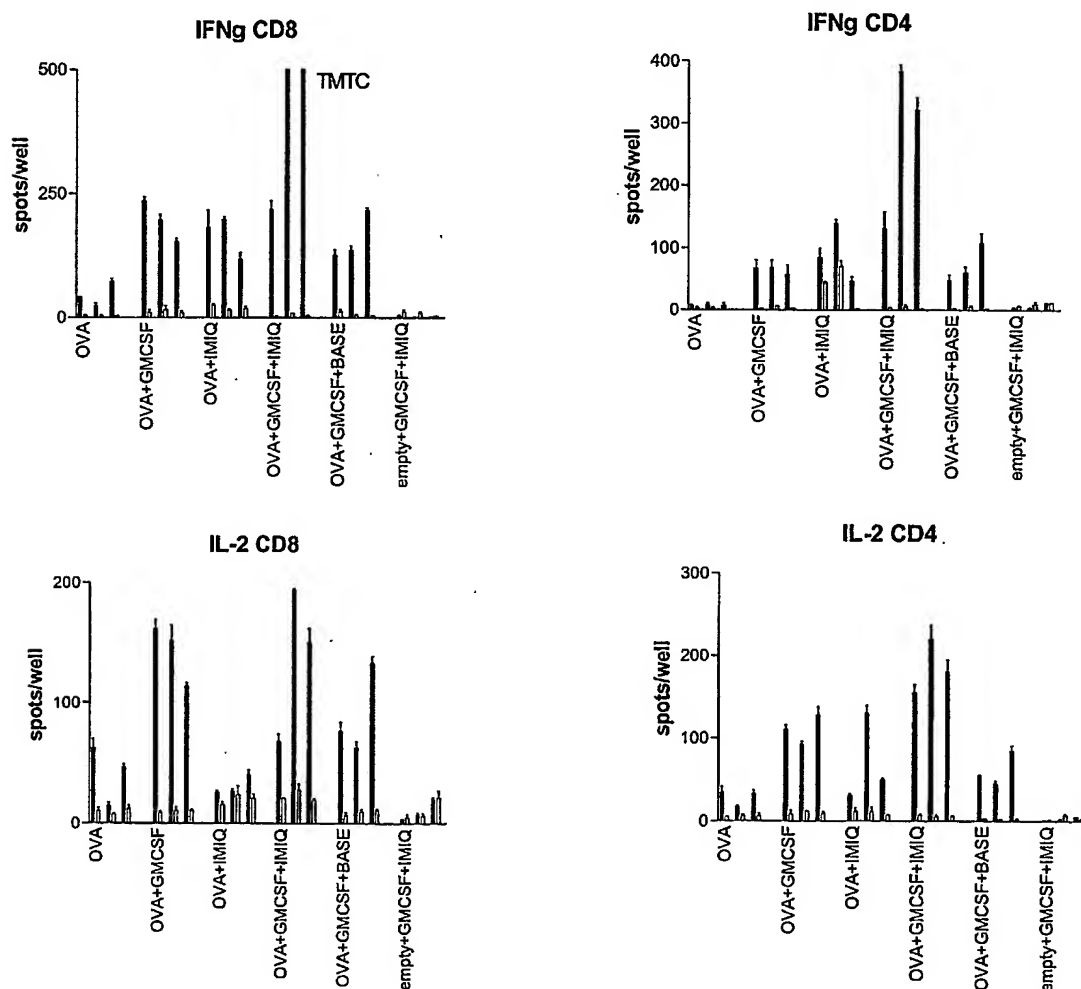 IFNg CD8
500
250
0
spots/well
TMTC
OVA
OVA+GMCSF
OVA+IMIQ
OVA+GMCSF+IMIQ
OVA+GMCSF+BASE
empty+GMCSF+IMIQ
IFNg CD4
400
300
200
100
0
spots/well
OVA
OVA+GMCSF
OVA+IMIQ
OVA+GMCSF+IMIQ
OVA+GMCSF+BASE
empty+GMCSF+IMIQ
IL-2 CD8
200
100
0
spots/well
OVA
OVA+GMCSF
OVA+IMIQ
OVA+GMCSF+IMIQ
OVA+GMCSF+BASE
empty+GMCSF+IMIQ
IL-2 CD4
300
200
100
0
spots/well
OVA
OVA+GMCSF
OVA+IMIQ
OVA+GMCSF+IMIQ
OVA+GMCSF+BASE
empty+GMCSF+IMIQ